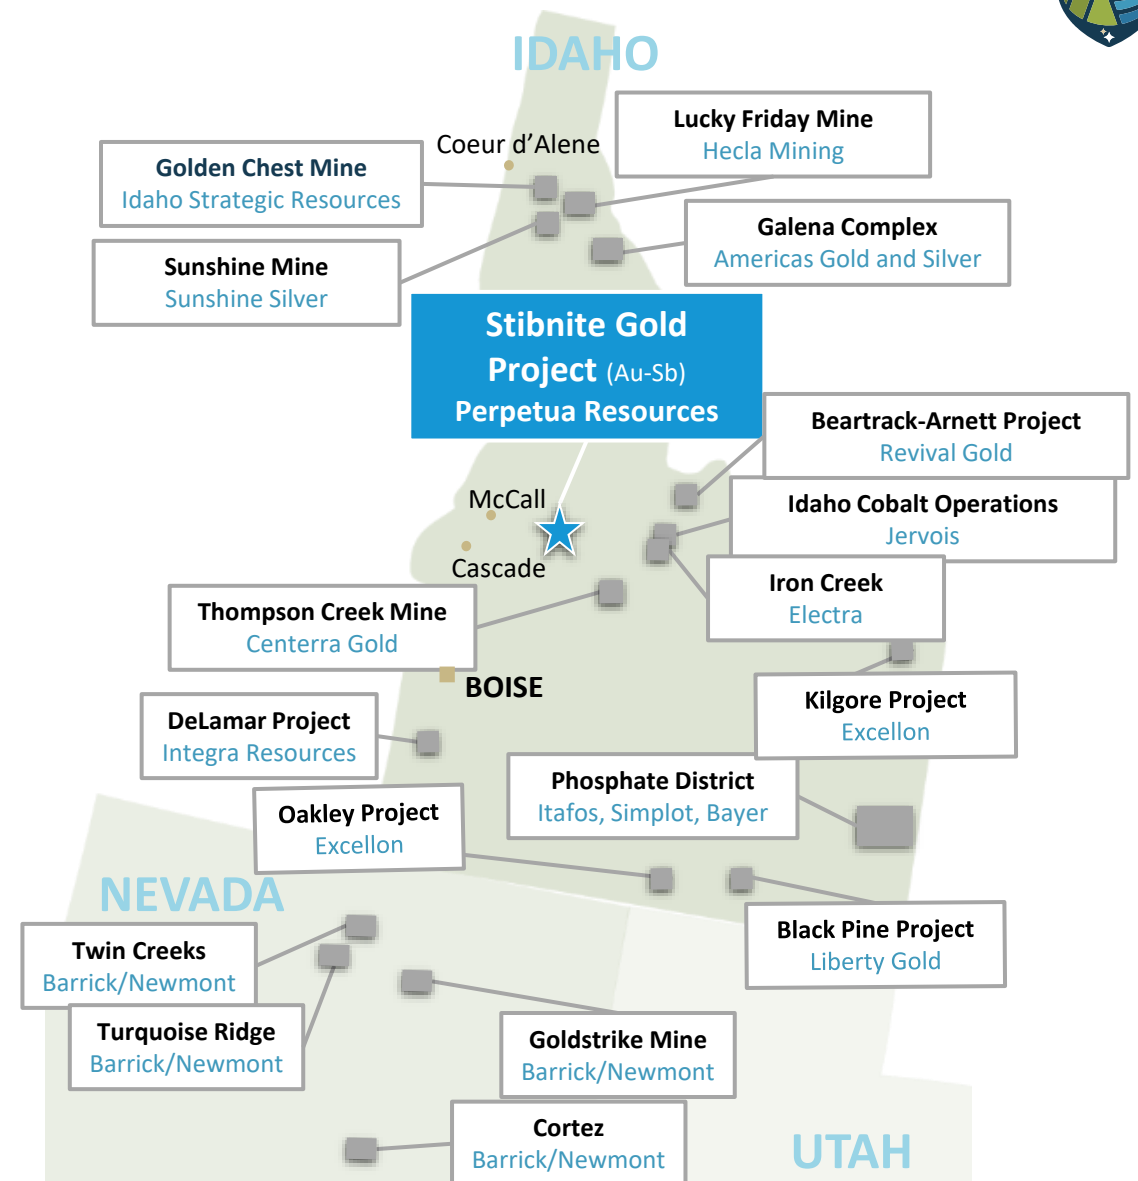 IDAHO
Lucky Friday Mine
Hecla Mining
Coeur d'Alene
Golden Chest Mine
Idaho Strategic Resources
Galena Complex
Americas Gold and Silver
Sunshine Mine
Sunshine Silver
Stibnite Gold
Project (Au-Sb)
Perpetua Resources
Beartrack-Arnett Project
Revival Gold
McCall
Idaho Cobalt Operations
Jervois
Cascade
Iron Creek
Electra
Thompson Creek Mine
Centerra Gold
BOISE
Kilgore Project
Excellon
DeLamar Project
Integra Resources
Phosphate District
Itafos, Simplot, Bayer
Oakley Project
Excellon
NEVADA
Black Pine Project
Liberty Gold
Twin Creeks
Barrick/Newmont
Turquoise Ridge
Barrick/Newmont
Goldstrike Mine
Barrick/Newmont
Cortez
Barrick/Newmont
UTAH